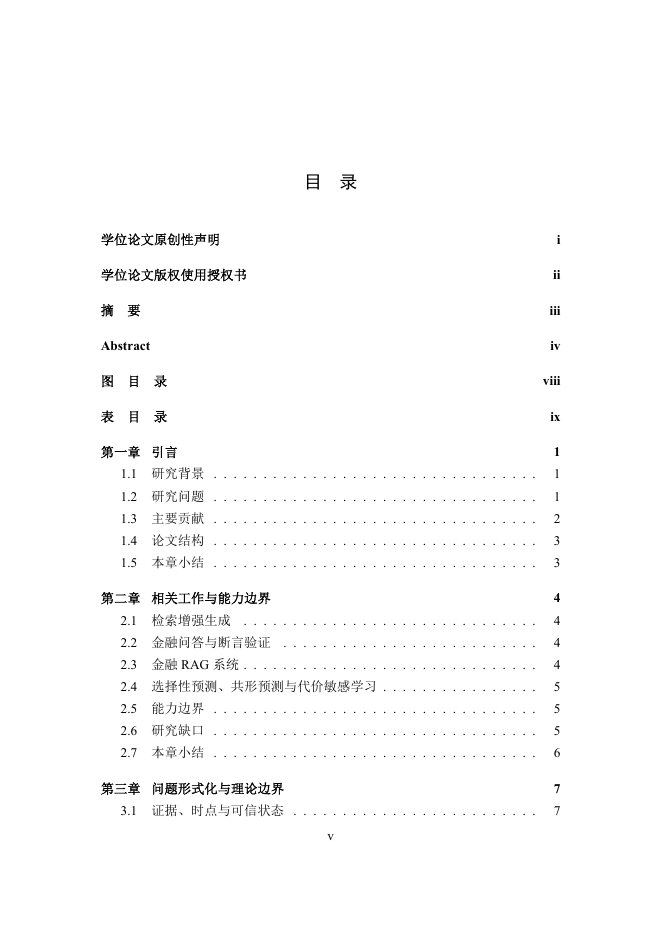 目 录
学位论文原创性声明 i
学位论文版权使用授权书 ii
摘 要 iii
Abstract iv
图 目 录 viii
表 目 录 ix
第一章 引言 1
1.1 研究背景 . . . . . . . . . . . . . . . . . . . . . . . . . . . . . . . . . 1
1.2 研究问题 . . . . . . . . . . . . . . . . . . . . . . . . . . . . . . . . . 1
1.3 主要贡献 . . . . . . . . . . . . . . . . . . . . . . . . . . . . . . . . . 2
1.4 论文结构 . . . . . . . . . . . . . . . . . . . . . . . . . . . . . . . . . 3
1.5 本章小结 . . . . . . . . . . . . . . . . . . . . . . . . . . . . . . . . . 3
第二章 相关工作与能力边界 4
2.1 检索增强生成 . . . . . . . . . . . . . . . . . . . . . . . . . . . . . . 4
2.2 金融问答与断言验证 . . . . . . . . . . . . . . . . . . . . . . . . . . 4
2.3 金融 RAG 系统 . . . . . . . . . . . . . . . . . . . . . . . . . . . . . . 4
2.4 选择性预测、共形预测与代价敏感学习 . . . . . . . . . . . . . . . . 5
2.5 能力边界 . . . . . . . . . . . . . . . . . . . . . . . . . . . . . . . . . 5
2.6 研究缺口 . . . . . . . . . . . . . . . . . . . . . . . . . . . . . . . . . 5
2.7 本章小结 . . . . . . . . . . . . . . . . . . . . . . . . . . . . . . . . . 6
第三章 问题形式化与理论边界 7
3.1 证据、时点与可信状态 . . . . . . . . . . . . . . . . . . . . . . . . . 7
v